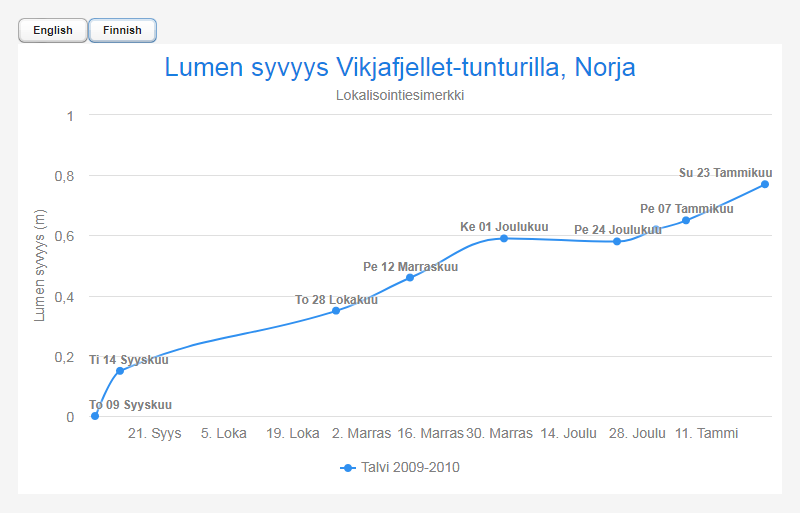 English Finnish
Lumen syvyys Vikjafjellet-tunturilla, Norja
Lokalisointiesimerkki
Lumen syvyys (m)
1
0,8
0,6
0,4
0,2
0
Su 23 Tammikuu
Pe 07 Tammikuu
Ke 01 Joulukuu
Pe 24 Joulukuu
Pe 12 Marraskuu
To 28 Lokakuu
Ti 14 Syyskuu
To 09 Syyskuu
21. Syys 5. Loka 19. Loka 2. Marras 16. Marras 30. Marras 14. Joulu 28. Joulu 11. Tammi
Talvi 2009-2010